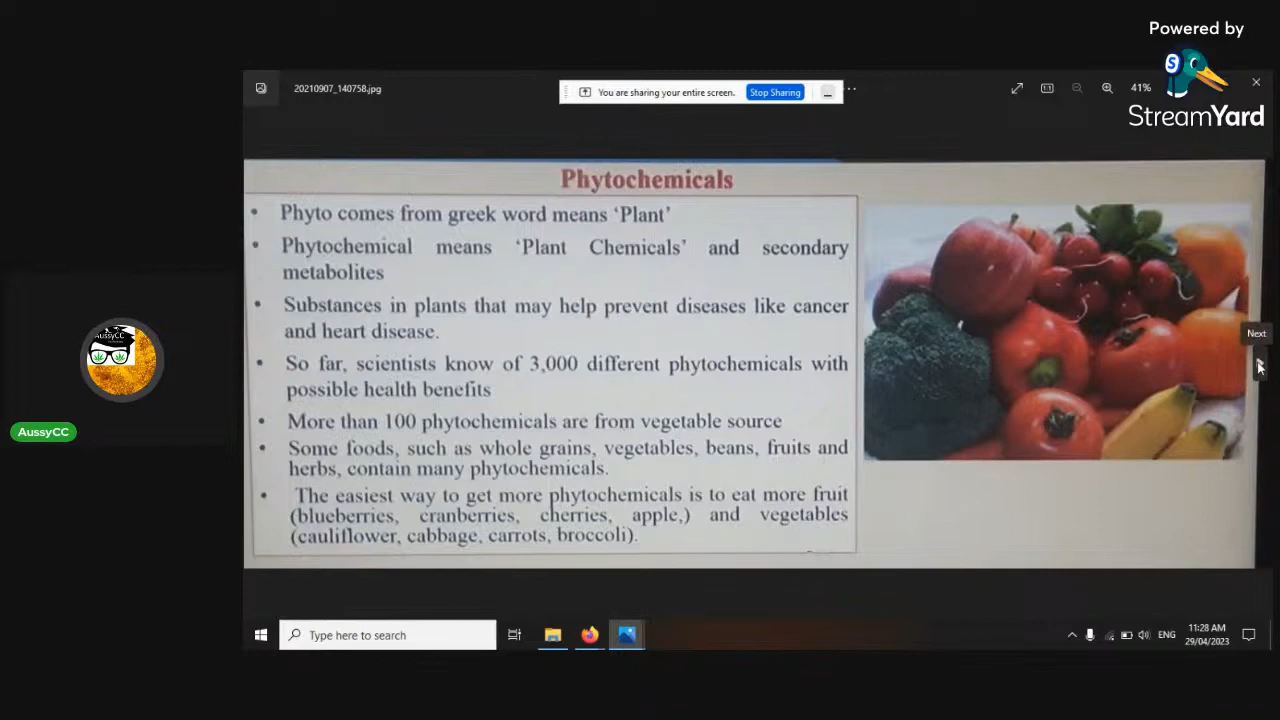 Powered by
StreamYard
20210907_140758.jpg
You are sharing your entire screen.
Stop Sharing
41%
Phytochemicals
• Phyto comes from greek word means ‘Plant’
• Phytochemical means ‘Plant Chemicals’ and secondary
metabolites
• Substances in plants that may help prevent diseases like cancer
and heart disease.
• So far, scientists know of 3,000 different phytochemicals with
possible health benefits
• More than 100 phytochemicals are from vegetable source
• Some foods, such as whole grains, vegetables, beans, fruits and
herbs, contain many phytochemicals.
• The easiest way to get more phytochemicals is to eat more fruit
(blueberries, cranberries, cherries, apple,) and vegetables
(cauliflower, cabbage, carrots, broccoli).
Next
AussyCC
AussyCC
Type here to search
ENG
11:28 AM
29/04/2023